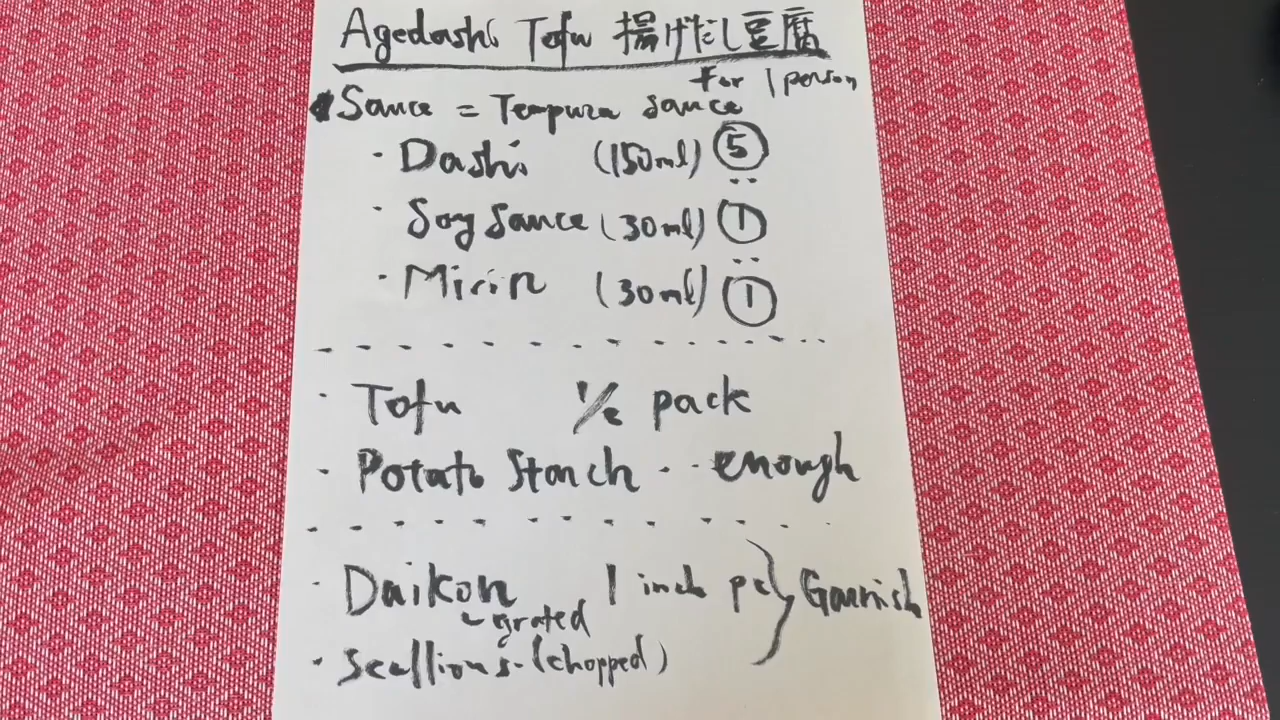 Agedashi Tofu 揚げだし豆腐
For 1 person
Sauce = Tempura sauce
・Dashi (150ml) ⑤
:
・Soy Sauce (30ml) ①
:
・Mirin (30ml) ①
・Tofu 1/2 pack
・Potato Starch ・・enough
・Daikon 1 inch pc } Garnish
grated
・Scallions-(chopped)